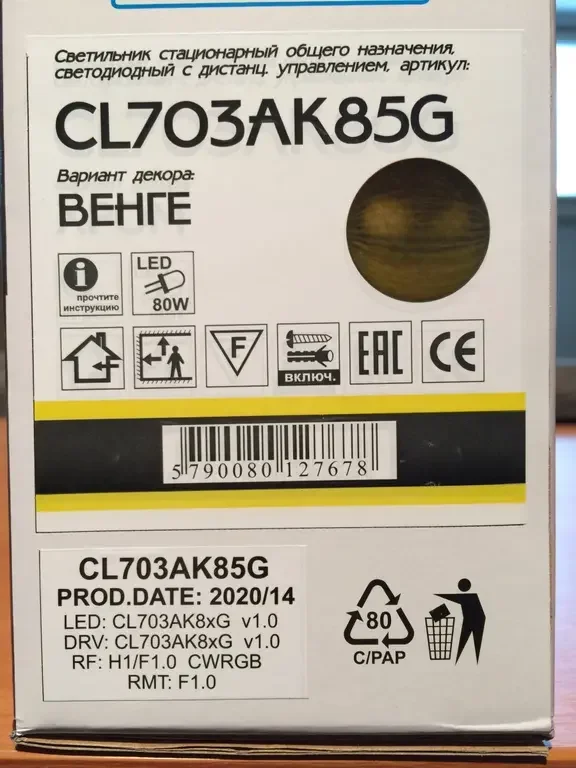 Светильник стационарный общего назначения,
светодиодный с дистанц. управлением, артикул:
CL703AK85G
Вариант декора:
ВЕНГЕ
прочтите
инструкцию
LED
80W
F
ВКЛЮЧ.
EAC
CE
5 790080 127678
CL703AK85G
PROD.DATE: 2020/14
LED: CL703AK8xG v1.0
DRV: CL703AK8xG v1.0
RF: H1/F1.0 CWRGB
RMT: F1.0
80
C/PAP